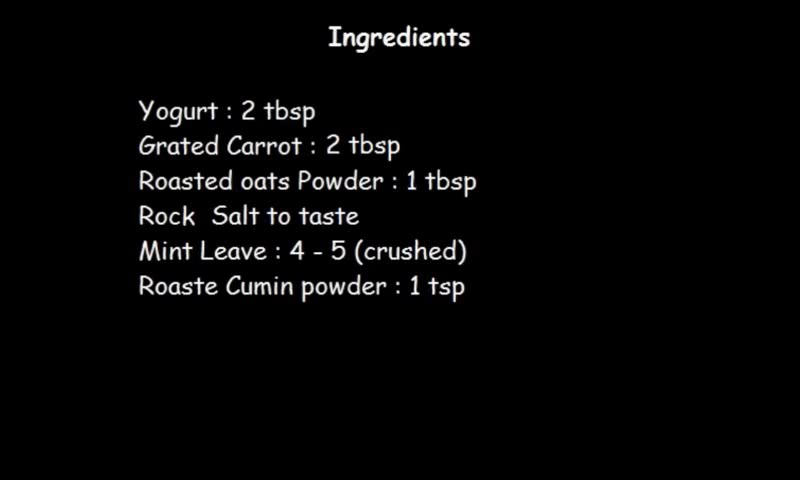 Ingredients
Yogurt : 2 tbsp
Grated Carrot : 2 tbsp
Roasted oats Powder : 1 tbsp
Rock  Salt to taste
Mint Leave : 4 - 5 (crushed)
Roaste Cumin powder : 1 tsp